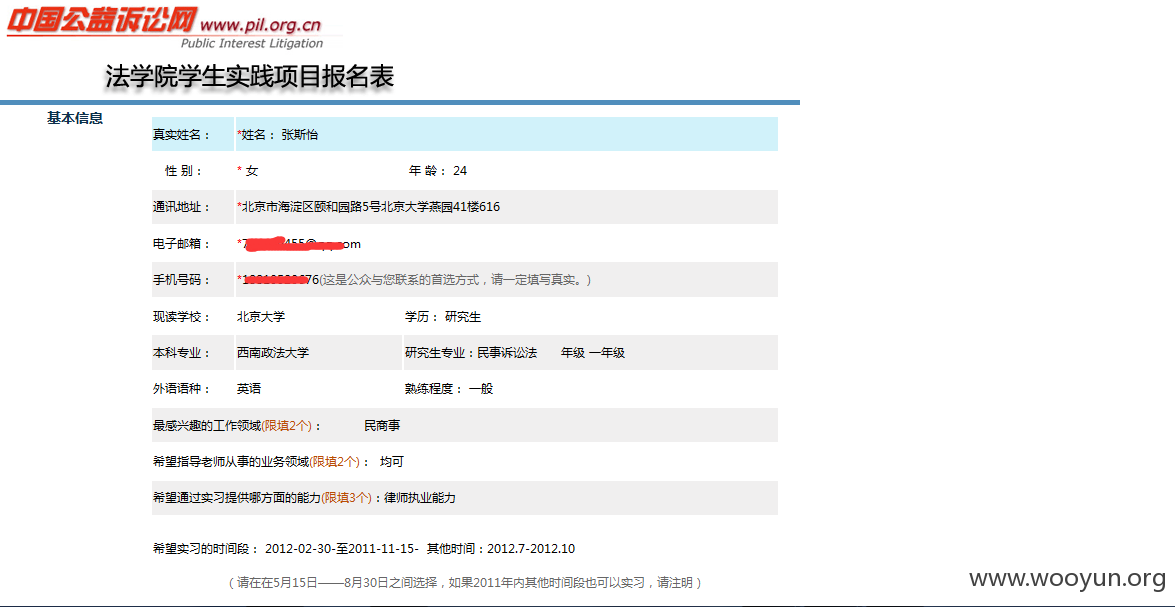 中国公益诉讼网 www.pil.org.cn
Public Interest Litigation
法学院学生实践项目报名表
基本信息
真实姓名： *姓名： 张斯怡
性 别： * 女 年 龄： 24
通讯地址： *北京市海淀区颐和园路5号北京大学燕园41楼616
电子邮箱： *7 455@ om
手机号码： *1 76(这是公众与您联系的首选方式，请一定填写真实。)
现读学校： 北京大学 学历： 研究生
本科专业： 西南政法大学 研究生专业：民事诉讼法 年级 一年级
外语语种： 英语 熟练程度： 一般
最感兴趣的工作领域(限填2个)： 民商事
希望指导老师从事的业务领域(限填2个)： 均可
希望通过实习提供哪方面的能力(限填3个)：律师执业能力
希望实习的时间段： 2012-02-30-至2011-11-15- 其他时间：2012.7-2012.10
（请在在5月15日——8月30日之间选择，如果2011年内其他时间段也可以实习，请注明）
www.wooyun.org